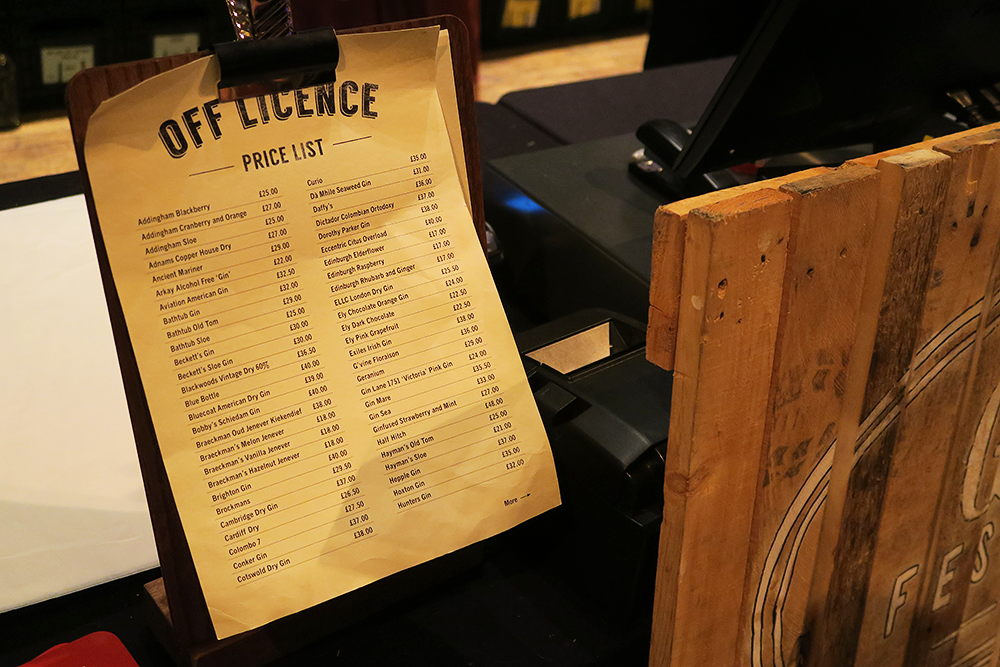 OFF LICENCE
PRICE LIST
Addingham Blackberry £25.00
Addingham Cranberry and Orange £27.00
Addingham Sloe £25.00
Adnams Copper House Dry £27.00
Ancient Mariner £29.00
Arkay Alcohol Free 'Gin' £22.00
Aviation American Gin £32.50
Bathtub Gin £32.00
Bathtub Old Tom £29.00
Bathtub Sloe £25.00
Beckett's Gin £30.00
Beckett's Sloe Gin £30.00
Blackwoods Vintage Dry 60% £36.50
Blue Bottle £40.00
Bluecoat American Dry Gin £39.00
Bobby's Schiedam Gin £40.00
Braeckman Oud Jenever Kiekendief £38.00
Braeckman's Melon Jenever £18.00
Braeckman's Vanilla Jenever £18.00
Braeckman's Hazelnut Jenever £18.00
Brighton Gin £40.00
Brockmans £29.50
Cambridge Dry Gin £37.00
Cardiff Dry £26.50
Colombo 7 £27.50
Conker Gin £37.00
Cotswold Dry Gin £38.00
Curio £35.00
Dà Mhìle Seaweed Gin £31.00
Daffy's £36.00
Dictador Colombian Ortodoxy £37.00
Dorothy Parker Gin £38.00
Eccentric Citus Overload £40.00
Edinburgh Elderflower £17.00
Edinburgh Raspberry £17.00
Edinburgh Rhubarb and Ginger £17.00
ELLC London Dry Gin £25.50
Ely Chocolate Orange Gin £24.00
Ely Dark Chocolate £22.50
Ely Pink Grapefruit £22.50
Exiles Irish Gin £38.00
G'vine Floraison £36.00
Geranium £29.00
Gin Lane 1751 'Victoria' Pink Gin £24.00
Gin Mare £35.50
Gin Sea £33.00
Ginfused Strawberry and Mint £27.00
Half Hitch £48.00
Hayman's Old Tom £25.00
Hayman's Sloe £21.00
Hepple Gin £37.00
Hoxton Gin £35.00
Hunters Gin £32.00
More
FES